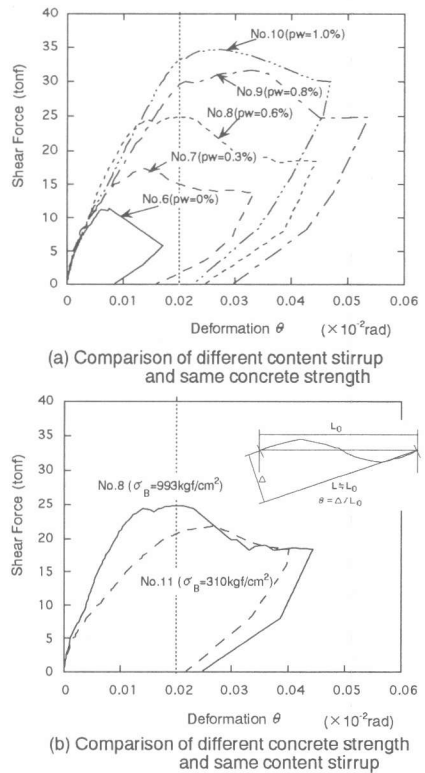 40
35
30
25
20
15
10
5
0
Shear Force (tonf)
No.10(pw=1.0%)
No.9(pw=0.8%)
No.8(pw=0.6%)
No.7(pw=0.3%)
No.6(pw=0%)
0 0.01 0.02 0.03 0.04 0.05 0.06
Deformation θ (×10⁻²rad)
(a) Comparison of different content stirrup
and same concrete strength
40
35
30
25
20
15
10
5
0
Shear Force (tonf)
L₀
Δ
L≒L₀
θ=Δ/L₀
No.8 (σB=993kgf/cm²)
No.11 (σB=310kgf/cm²)
0 0.01 0.02 0.03 0.04 0.05 0.06
Deformation θ (×10⁻²rad)
(b) Comparison of different concrete strength
and same content stirrup